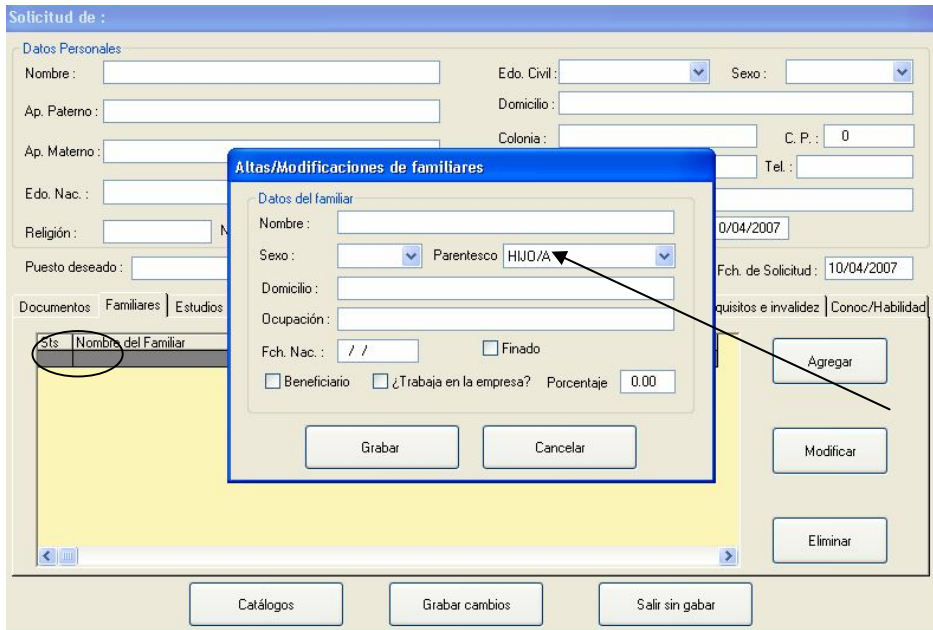 Solicitud de :
Datos Personales
Nombre :
Edo. Civil :
Sexo :
Ap. Paterno :
Domicilio :
Colonia :
C. P. : 0
Ap. Materno :
Tel. :
Edo. Nac. :
Religión :
0/04/2007
Puesto deseado :
Fch. de Solicitud : 10/04/2007
Documentos Familiares Estudios quisitos e invalidez Conoc/Habilidad
Sts Nombre del Familiar
Altas/Modificaciones de familiares
Datos del familiar
Nombre :
Sexo : Parentesco HIJO/A
Domicilio :
Ocupación :
Fch. Nac. : / / Finado
Beneficiario ¿Trabaja en la empresa? Porcentaje 0.00
Grabar Cancelar
Agregar
Modificar
Eliminar
Catálogos Grabar cambios Salir sin gabar